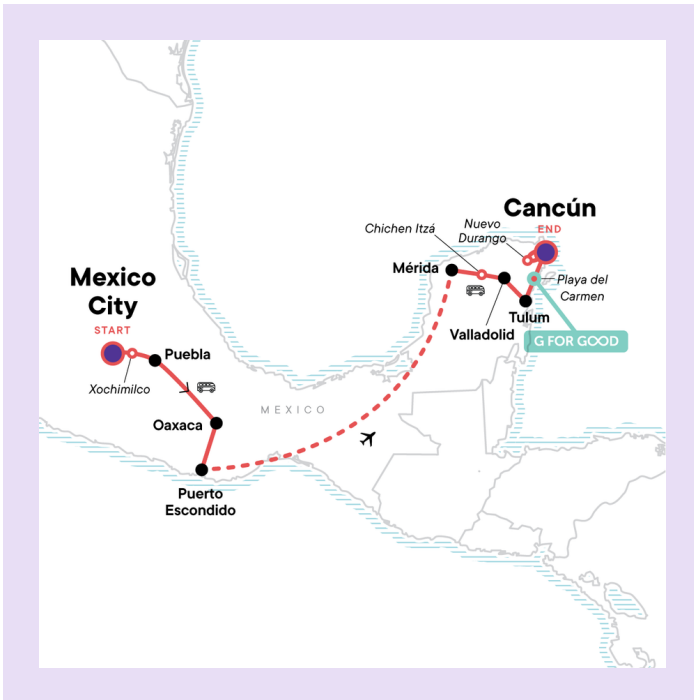 Cancún
END
Nuevo
Durango
Chichen Itzá
Mérida
Playa del
Carmen
Tulum
Valladolid
G FOR GOOD
Mexico
City
START
Puebla
Xochimilco
MEXICO
Oaxaca
Puerto
Escondido